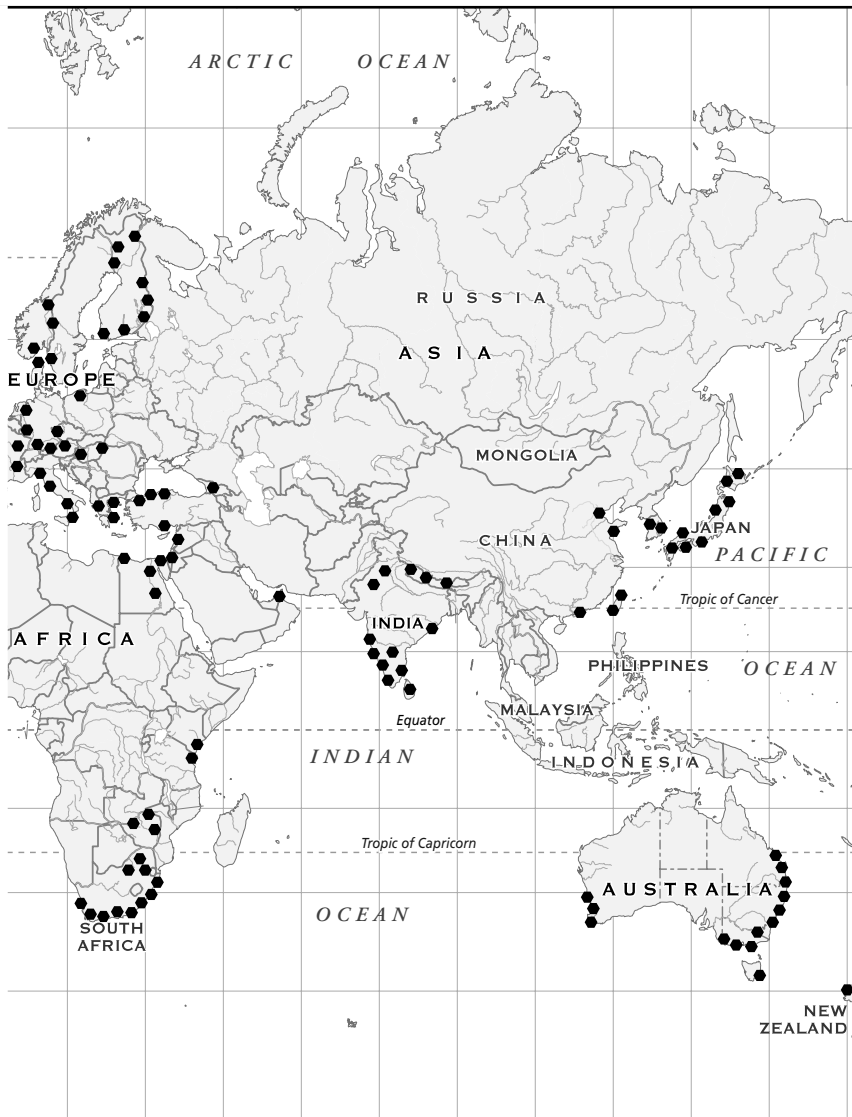 ARCTIC OCEAN
RUSSIA
ASIA
EUROPE
MONGOLIA
CHINA
JAPAN
PACIFIC
Tropic of Cancer
INDIA
AFRICA
PHILIPPINES
OCEAN
MALAYSIA
Equator
INDIAN
INDONESIA
Tropic of Capricorn
AUSTRALIA
OCEAN
SOUTH
AFRICA
NEW
ZEALAND